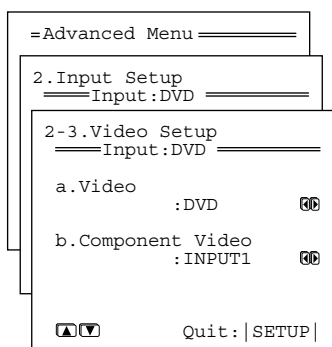 =Advanced Menu
2.Input Setup
Input:DVD
2-3.Video Setup
Input:DVD
a.Video
:DVD
b.Component Video
:INPUT1
Quit:|SETUP|